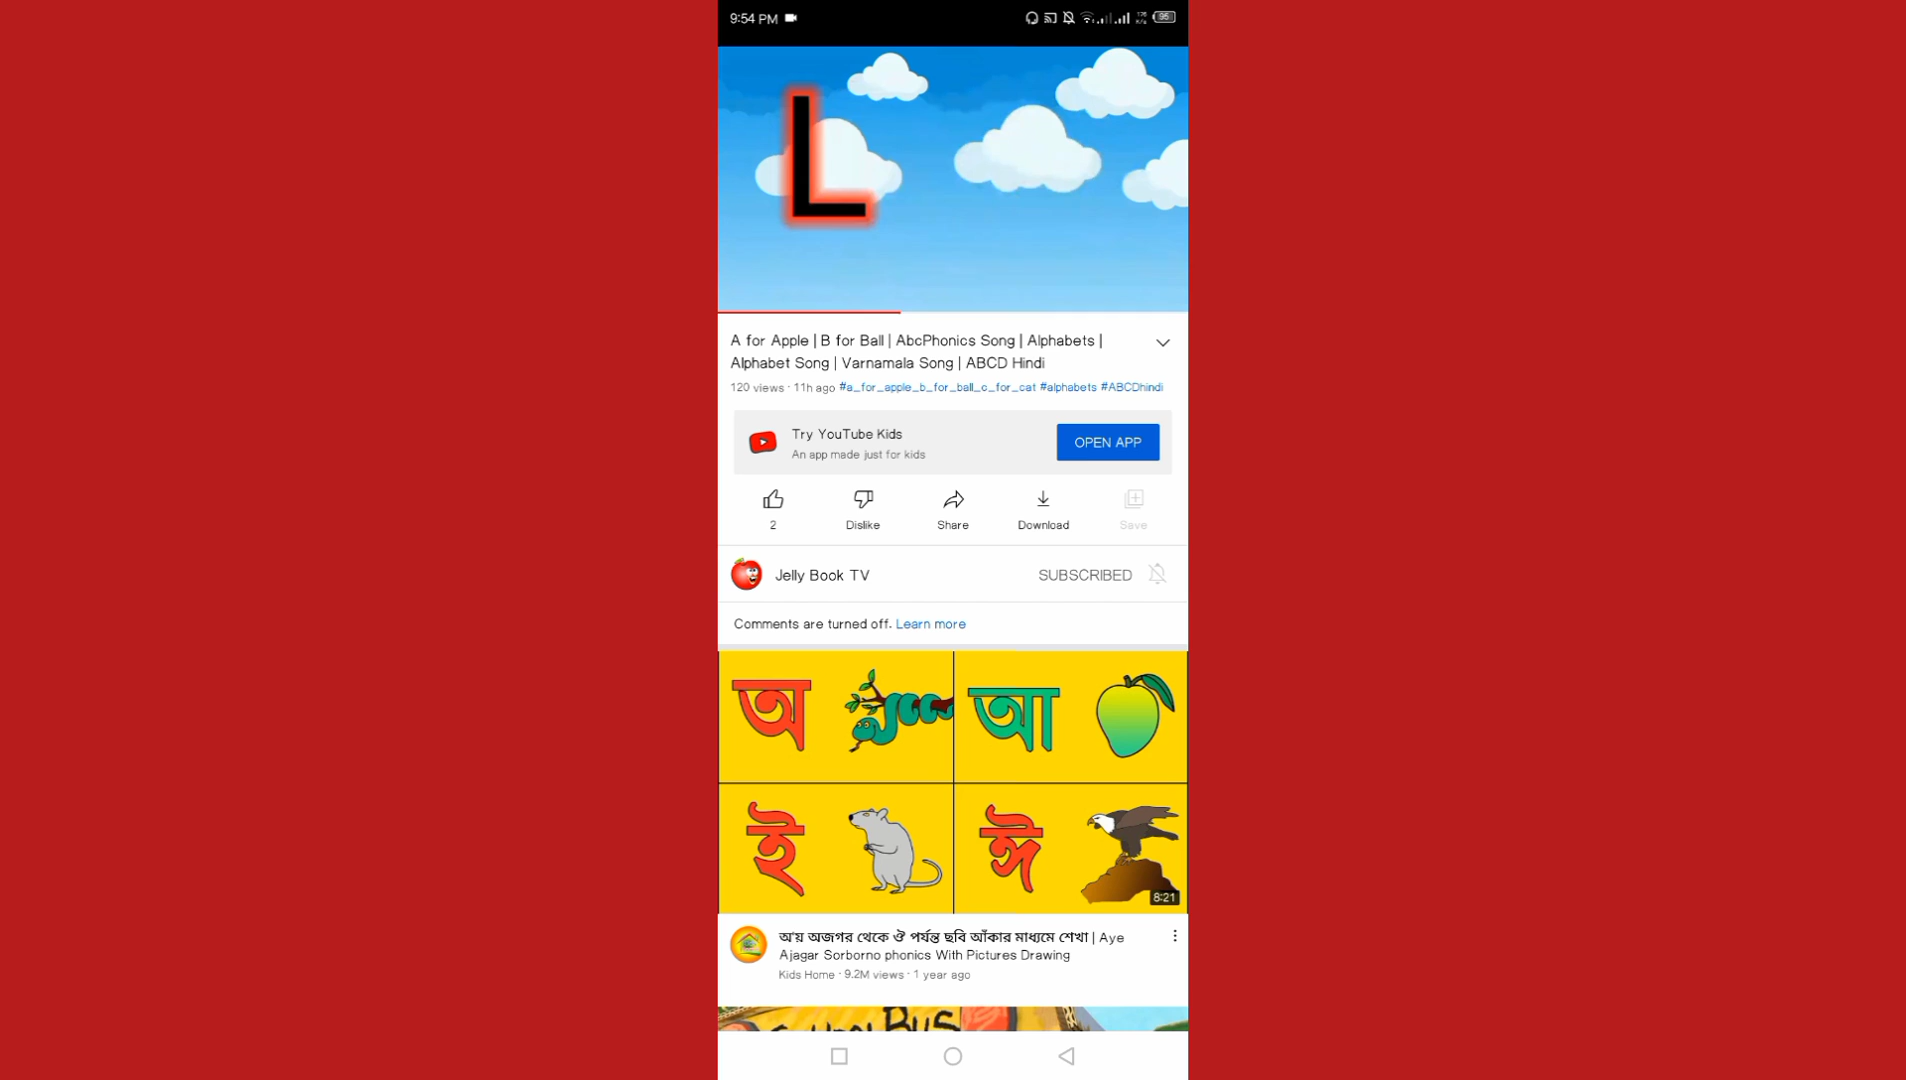 9:54 PM
95
L
A for Apple | B for Ball | AbcPhonics Song | Alphabets |
Alphabet Song | Varnamala Song | ABCD Hindi
120 views · 11h ago #a_for_apple_b_for_ball_c_for_cat #alphabets #ABCDhindi
Try YouTube Kids
An app made just for kids
OPEN APP
2 Dislike Share Download Save
Jelly Book TV SUBSCRIBED
Comments are turned off. Learn more
অ আ
ই ঈ
8:21
অ'য় অজগর থেকে ঔ পর্যন্ত ছবি আঁকার মাধ্যমে শেখা | Aye
Ajagar Sorborno phonics With Pictures Drawing
Kids Home · 9.2M views · 1 year ago